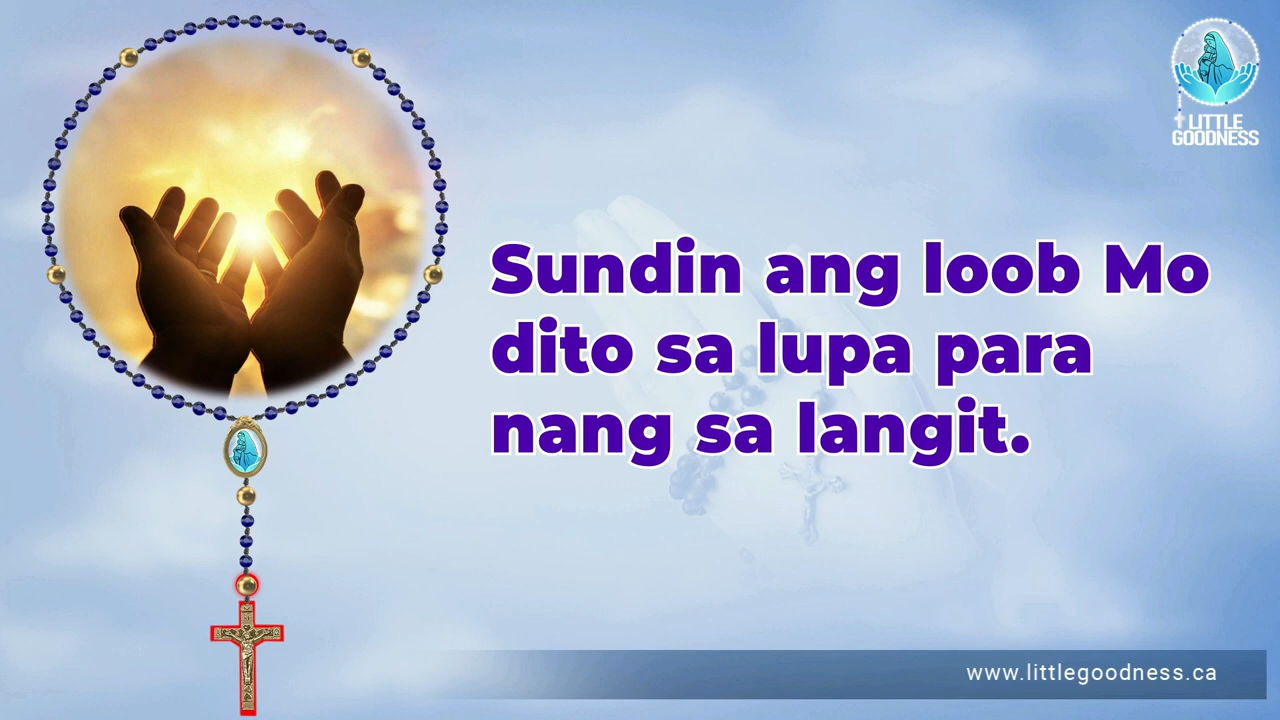 LITTLE
GOODNESS
Sundin ang loob Mo
dito sa lupa para
nang sa langit.
www.littlegoodness.ca